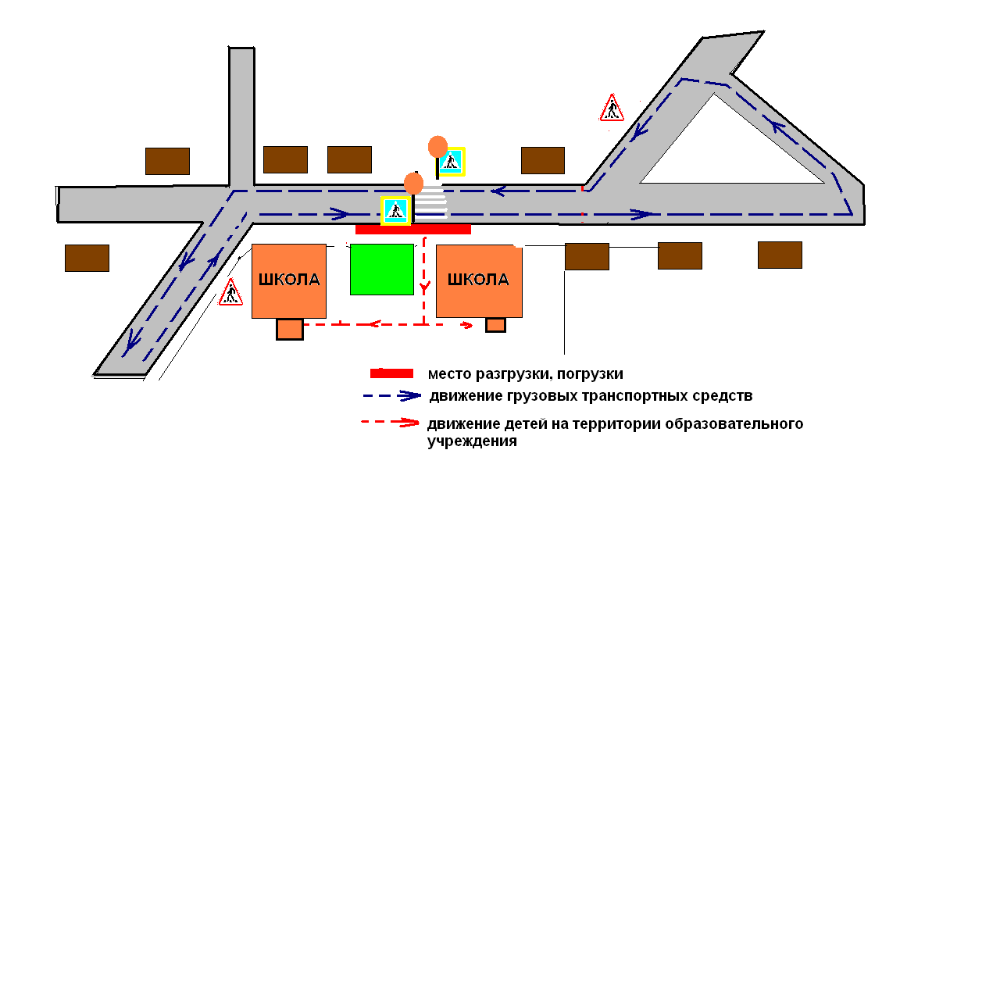 ШКОЛА
ШКОЛА
место разгрузки, погрузки
движение грузовых транспортных средств
движение детей на территории образовательного
учреждения